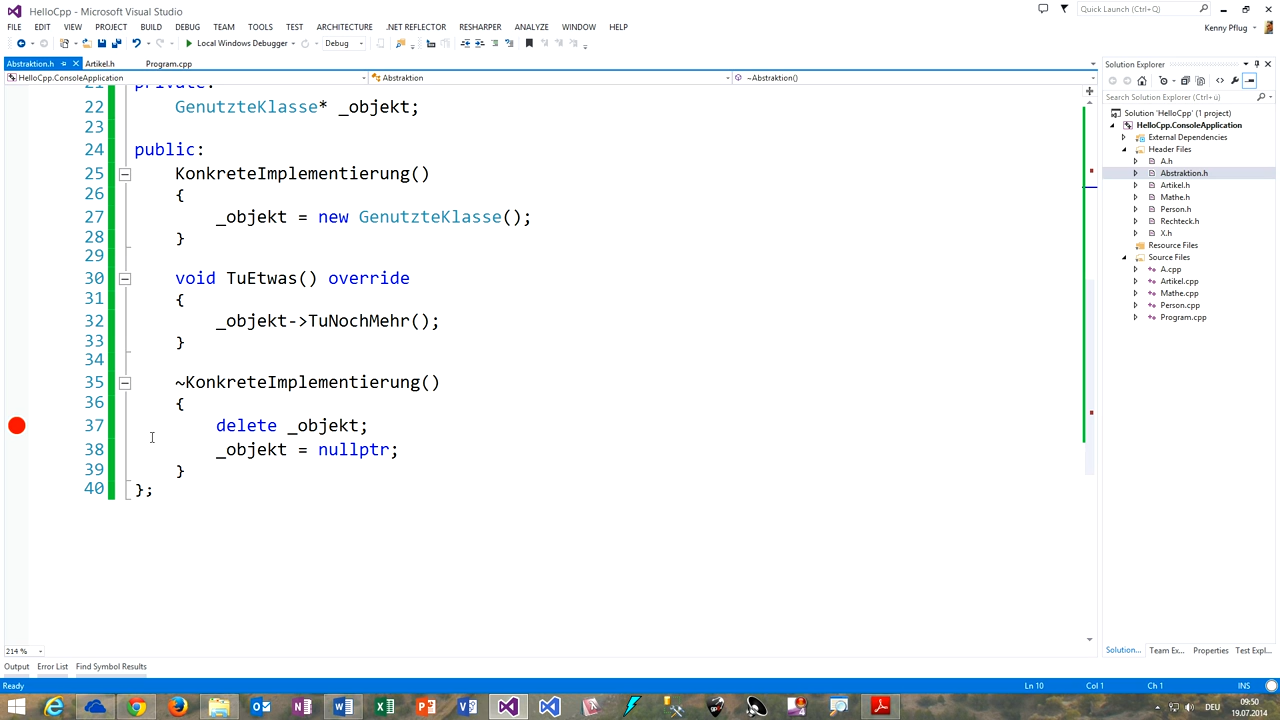 HelloCpp - Microsoft Visual Studio
Quick Launch (Ctrl+Q)
FILE EDIT VIEW PROJECT BUILD DEBUG TEAM TOOLS TEST ARCHITECTURE .NET REFLECTOR RESHARPER ANALYZE WINDOW HELP
Kenny Pflug
Local Windows Debugger Debug
Abstraktion.h Artikel.h Program.cpp
HelloCpp.ConsoleApplication Abstraktion ~Abstraktion()
21 private:
22 GenutzteKlasse* _objekt;
23
24 public:
25 KonkreteImplementierung()
26 {
27 _objekt = new GenutzteKlasse();
28 }
29
30 void TuEtwas() override
31 {
32 _objekt->TuNochMehr();
33 }
34
35 ~KonkreteImplementierung()
36 {
37 delete _objekt;
38 _objekt = nullptr;
39 }
40 };
214 %
Solution Explorer
Search Solution Explorer (Ctrl+ü)
Solution 'HelloCpp' (1 project)
HelloCpp.ConsoleApplication
External Dependencies
Header Files
A.h
Abstraktion.h
Artikel.h
Mathe.h
Person.h
Rechteck.h
X.h
Resource Files
Source Files
A.cpp
Artikel.cpp
Mathe.cpp
Person.cpp
Program.cpp
Solution... Team Ex... Properties Test Expl...
Output Error List Find Symbol Results
Ready Ln 10 Col 1 Ch 1 INS
DEU
09:50
19.07.2014